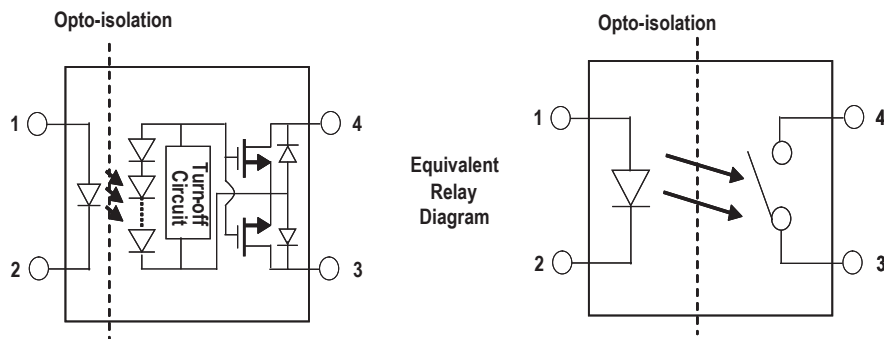 Opto-isolation
1
2
4
3
Turn-off
Circuit
Equivalent
Relay
Diagram
Opto-isolation
1
2
4
3